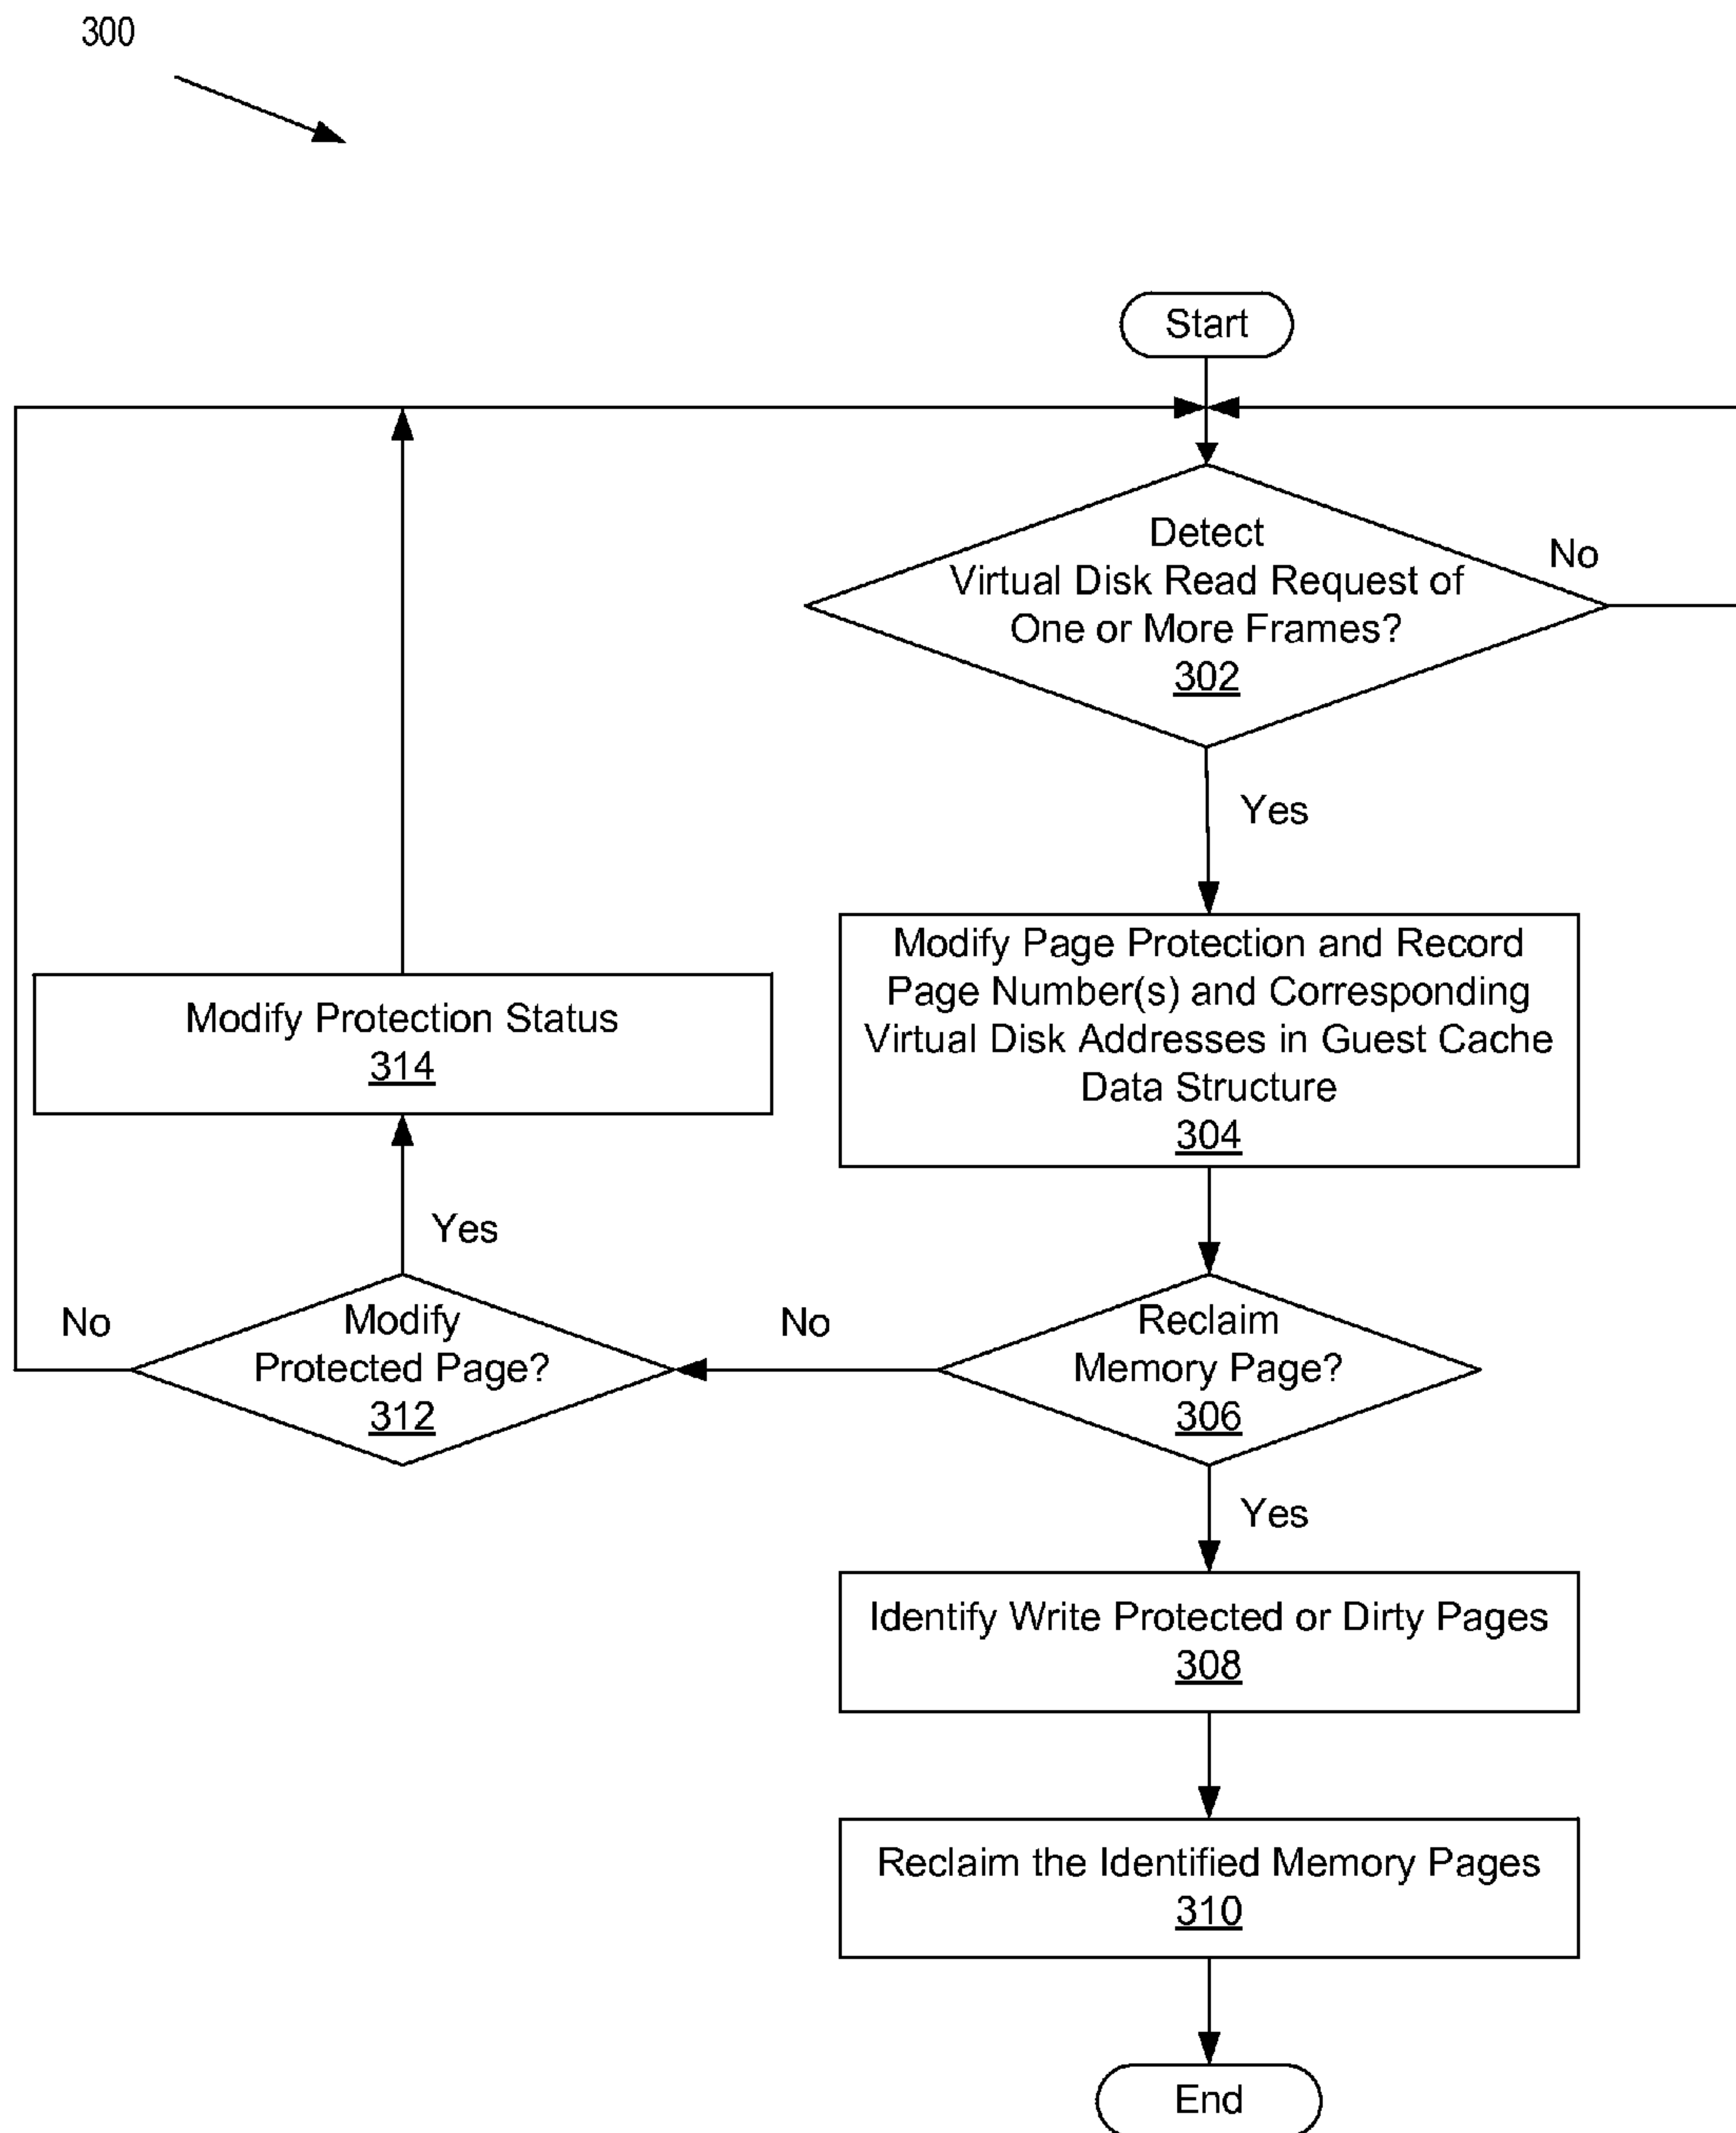 300
Start
Detect
Virtual Disk Read Request of
One or More Frames?
302
No
Yes
Modify Page Protection and Record
Page Number(s) and Corresponding
Virtual Disk Addresses in Guest Cache
Data Structure
304
Modify Protection Status
314
Yes
No
Modify
Protected Page?
312
No
Reclaim
Memory Page?
306
Yes
Identify Write Protected or Dirty Pages
308
Reclaim the Identified Memory Pages
310
End